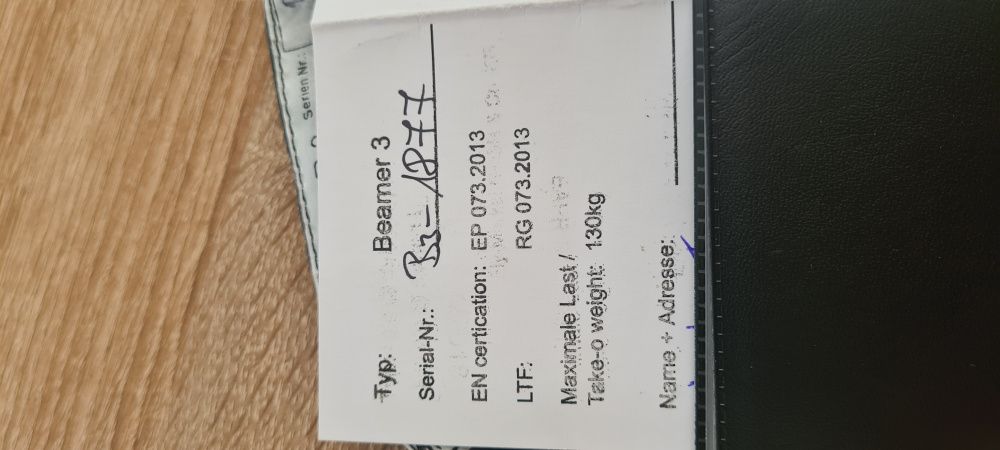 Serien Nr.:
Typ: Beamer 3
Serial-Nr.: B3-1877
EN certication: EP 073.2013
LTF: RG 073.2013
Maximale Last /
Take-o weight: 130kg
Name + Adresse: